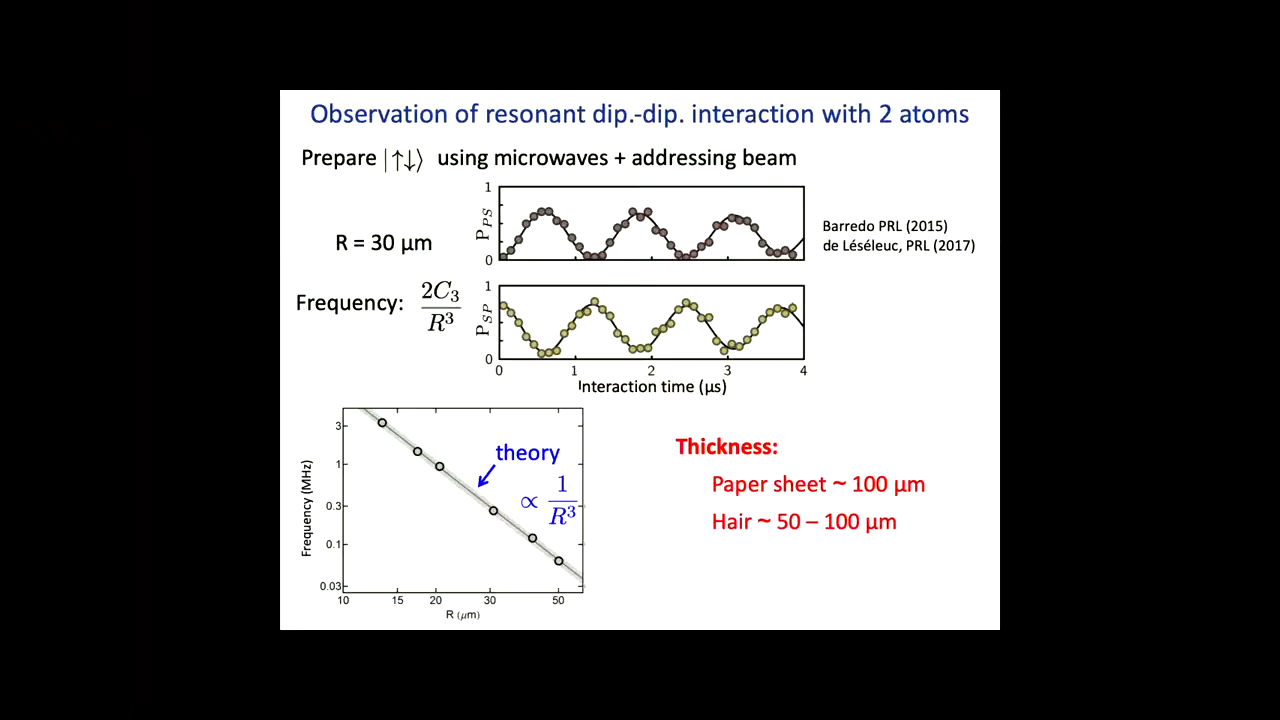 Observation of resonant dip.-dip. interaction with 2 atoms
Prepare |↑↓⟩ using microwaves + addressing beam
R = 30 µm
Frequency: 2C₃ / R³
1
P_PS
0
1
P_SP
0
0 1 2 3 4
Interaction time (µs)
Barredo PRL (2015)
de Léséleuc, PRL (2017)
3
1
0.3
0.1
0.03
Frequency (MHz)
10 15 20 30 50
R (µm)
theory
∝ 1 / R³
Thickness:
Paper sheet ~ 100 µm
Hair ~ 50 – 100 µm